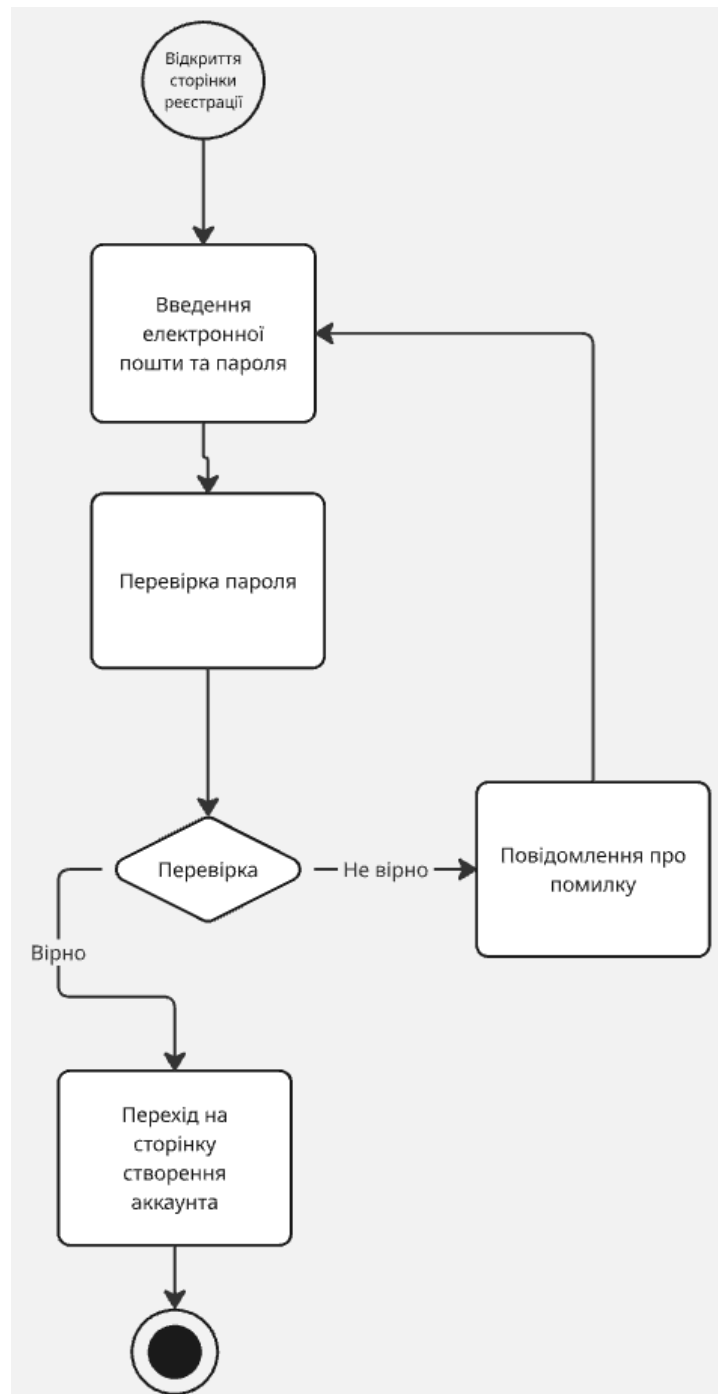 Відкриття
сторінки
реєстрації
Введення
електронної
пошти та пароля
Перевірка пароля
Перевірка
Не вірно
Повідомлення про
помилку
Вірно
Перехід на
сторінку
створення
аккаунта